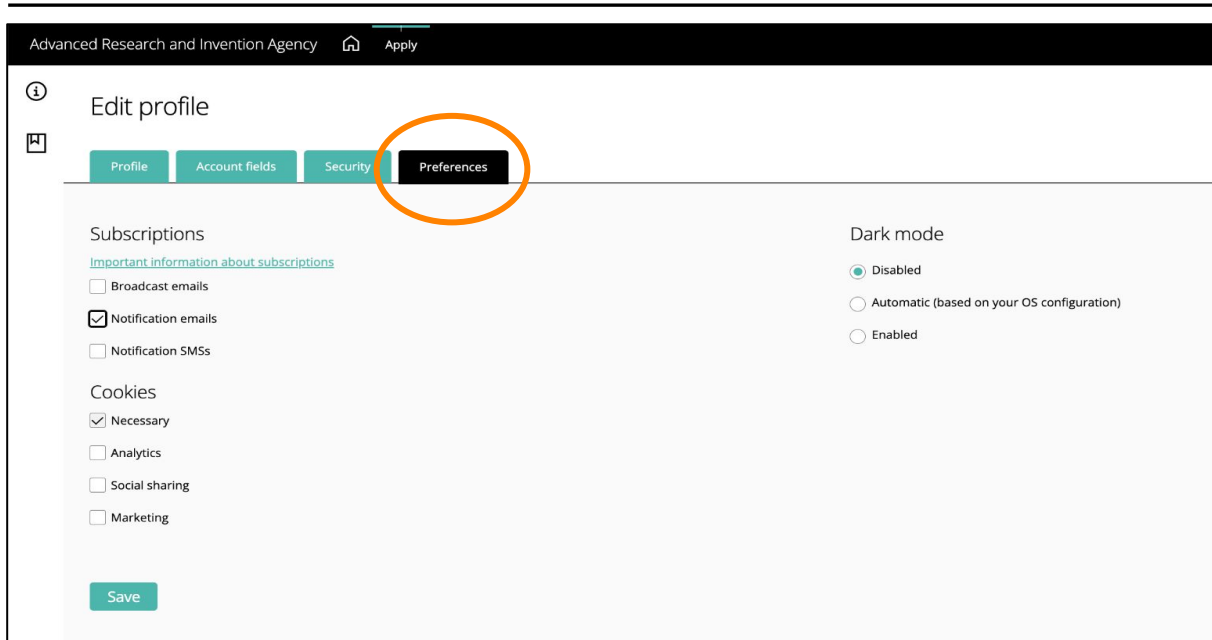 Advanced Research and Invention Agency Apply
Edit profile
Profile Account fields Security Preferences
Subscriptions
Important information about subscriptions
Broadcast emails
Notification emails
Notification SMSs
Cookies
Necessary
Analytics
Social sharing
Marketing
Save
Dark mode
Disabled
Automatic (based on your OS configuration)
Enabled